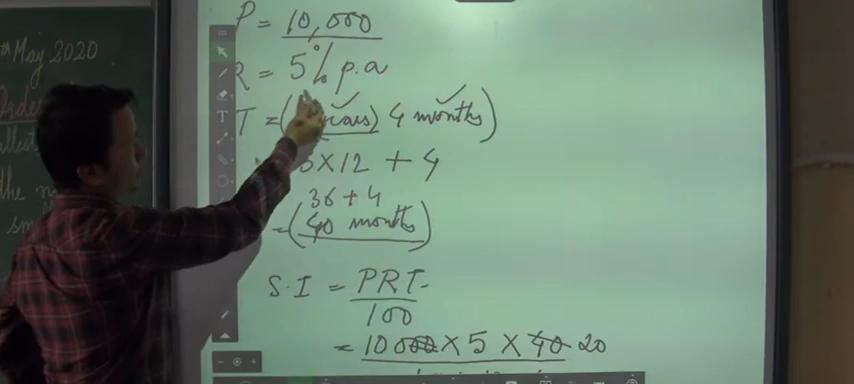 May 2020
P = 10,000
R = 5% p.a
T = ( 4 months)
3 X 12 + 4
36 + 4
= (40 months)
S.I = PRT
100
= 10000 X 5 X 40 20
the